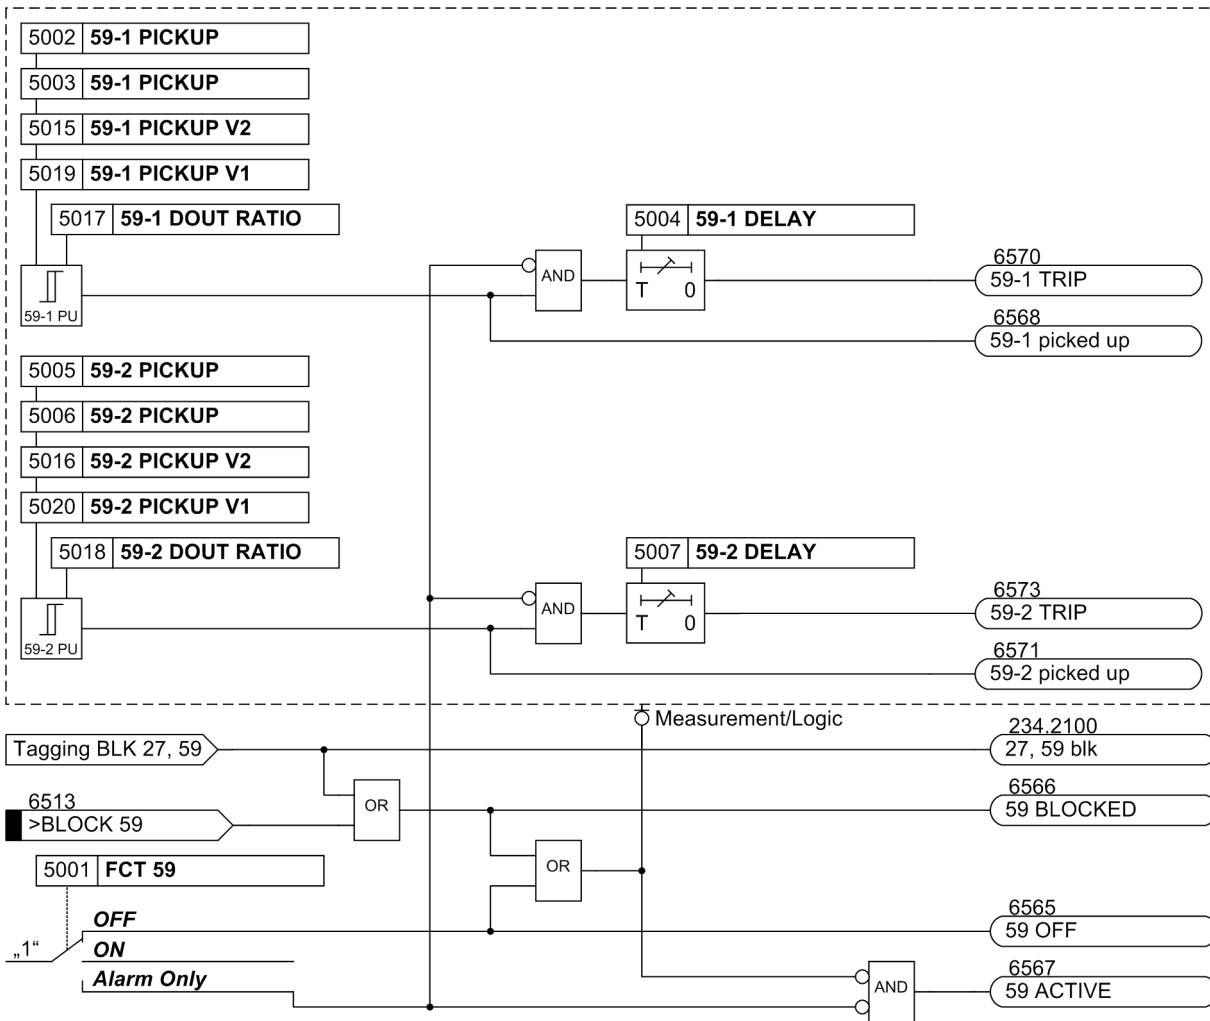 5002 59-1 PICKUP
5003 59-1 PICKUP
5015 59-1 PICKUP V2
5019 59-1 PICKUP V1
5017 59-1 DOUT RATIO
5004 59-1 DELAY
59-1 PU
AND
T 0
6570
59-1 TRIP
6568
59-1 picked up
5005 59-2 PICKUP
5006 59-2 PICKUP
5016 59-2 PICKUP V2
5020 59-2 PICKUP V1
5018 59-2 DOUT RATIO
5007 59-2 DELAY
59-2 PU
AND
T 0
6573
59-2 TRIP
6571
59-2 picked up
Measurement/Logic
Tagging BLK 27, 59
234.2100
27, 59 blk
6513
>BLOCK 59
OR
6566
59 BLOCKED
5001 FCT 59
OR
„1“
OFF
ON
Alarm Only
6565
59 OFF
AND
6567
59 ACTIVE